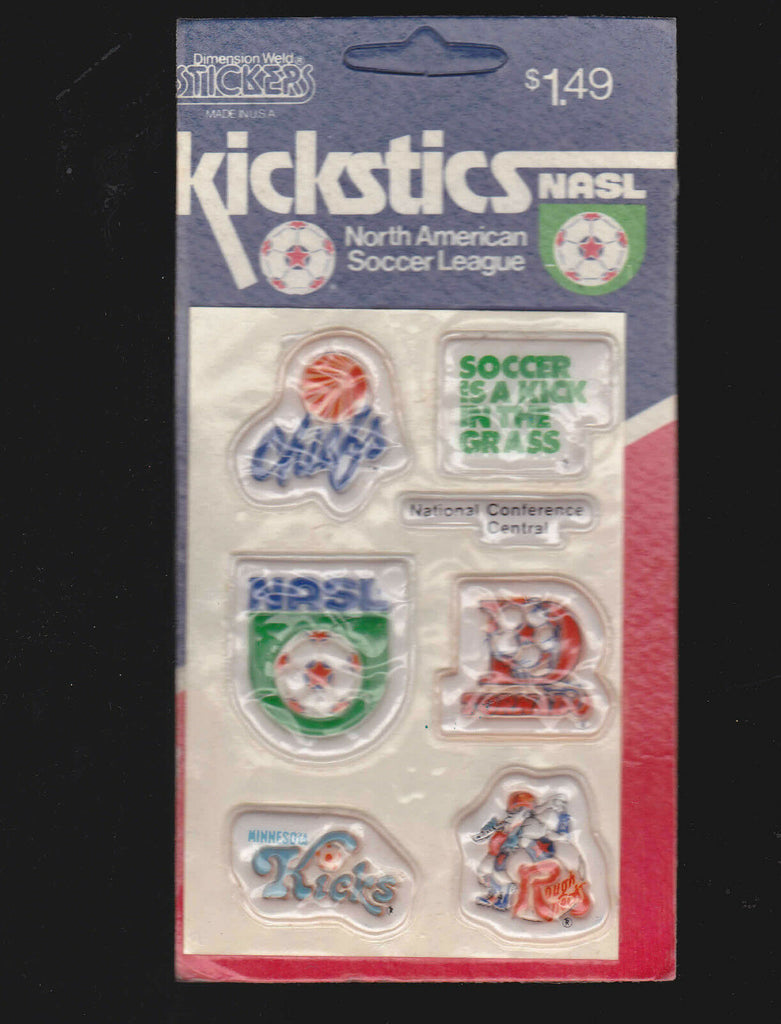 Dimension Weld®
STICKERS
MADE IN U.S.A.
$1.49
kickstics
NASL
North American
Soccer League
SOCCER
IS A KICK
IN THE
GRASS
National Conference
Central
NASL
MINNESOTA
Kicks
Rough